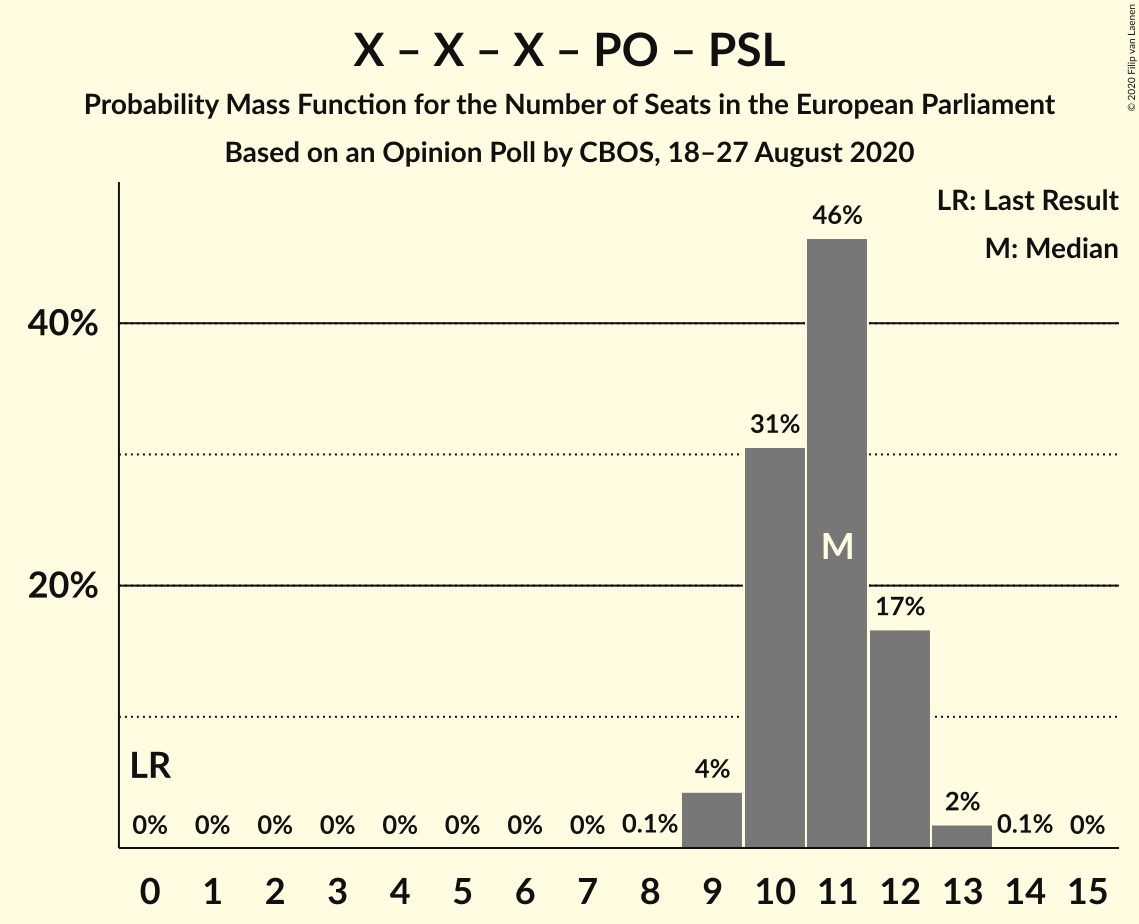 X – X – X – PO – PSL
Probability Mass Function for the Number of Seats in the European Parliament
Based on an Opinion Poll by CBOS, 18–27 August 2020
© 2020 Filip van Laenen
LR: Last Result
M: Median
46%
40%
31%
M
20%
17%
LR
4%
2%
0% 0% 0% 0% 0% 0% 0% 0% 0.1% 0.1% 0%
0 1 2 3 4 5 6 7 8 9 10 11 12 13 14 15